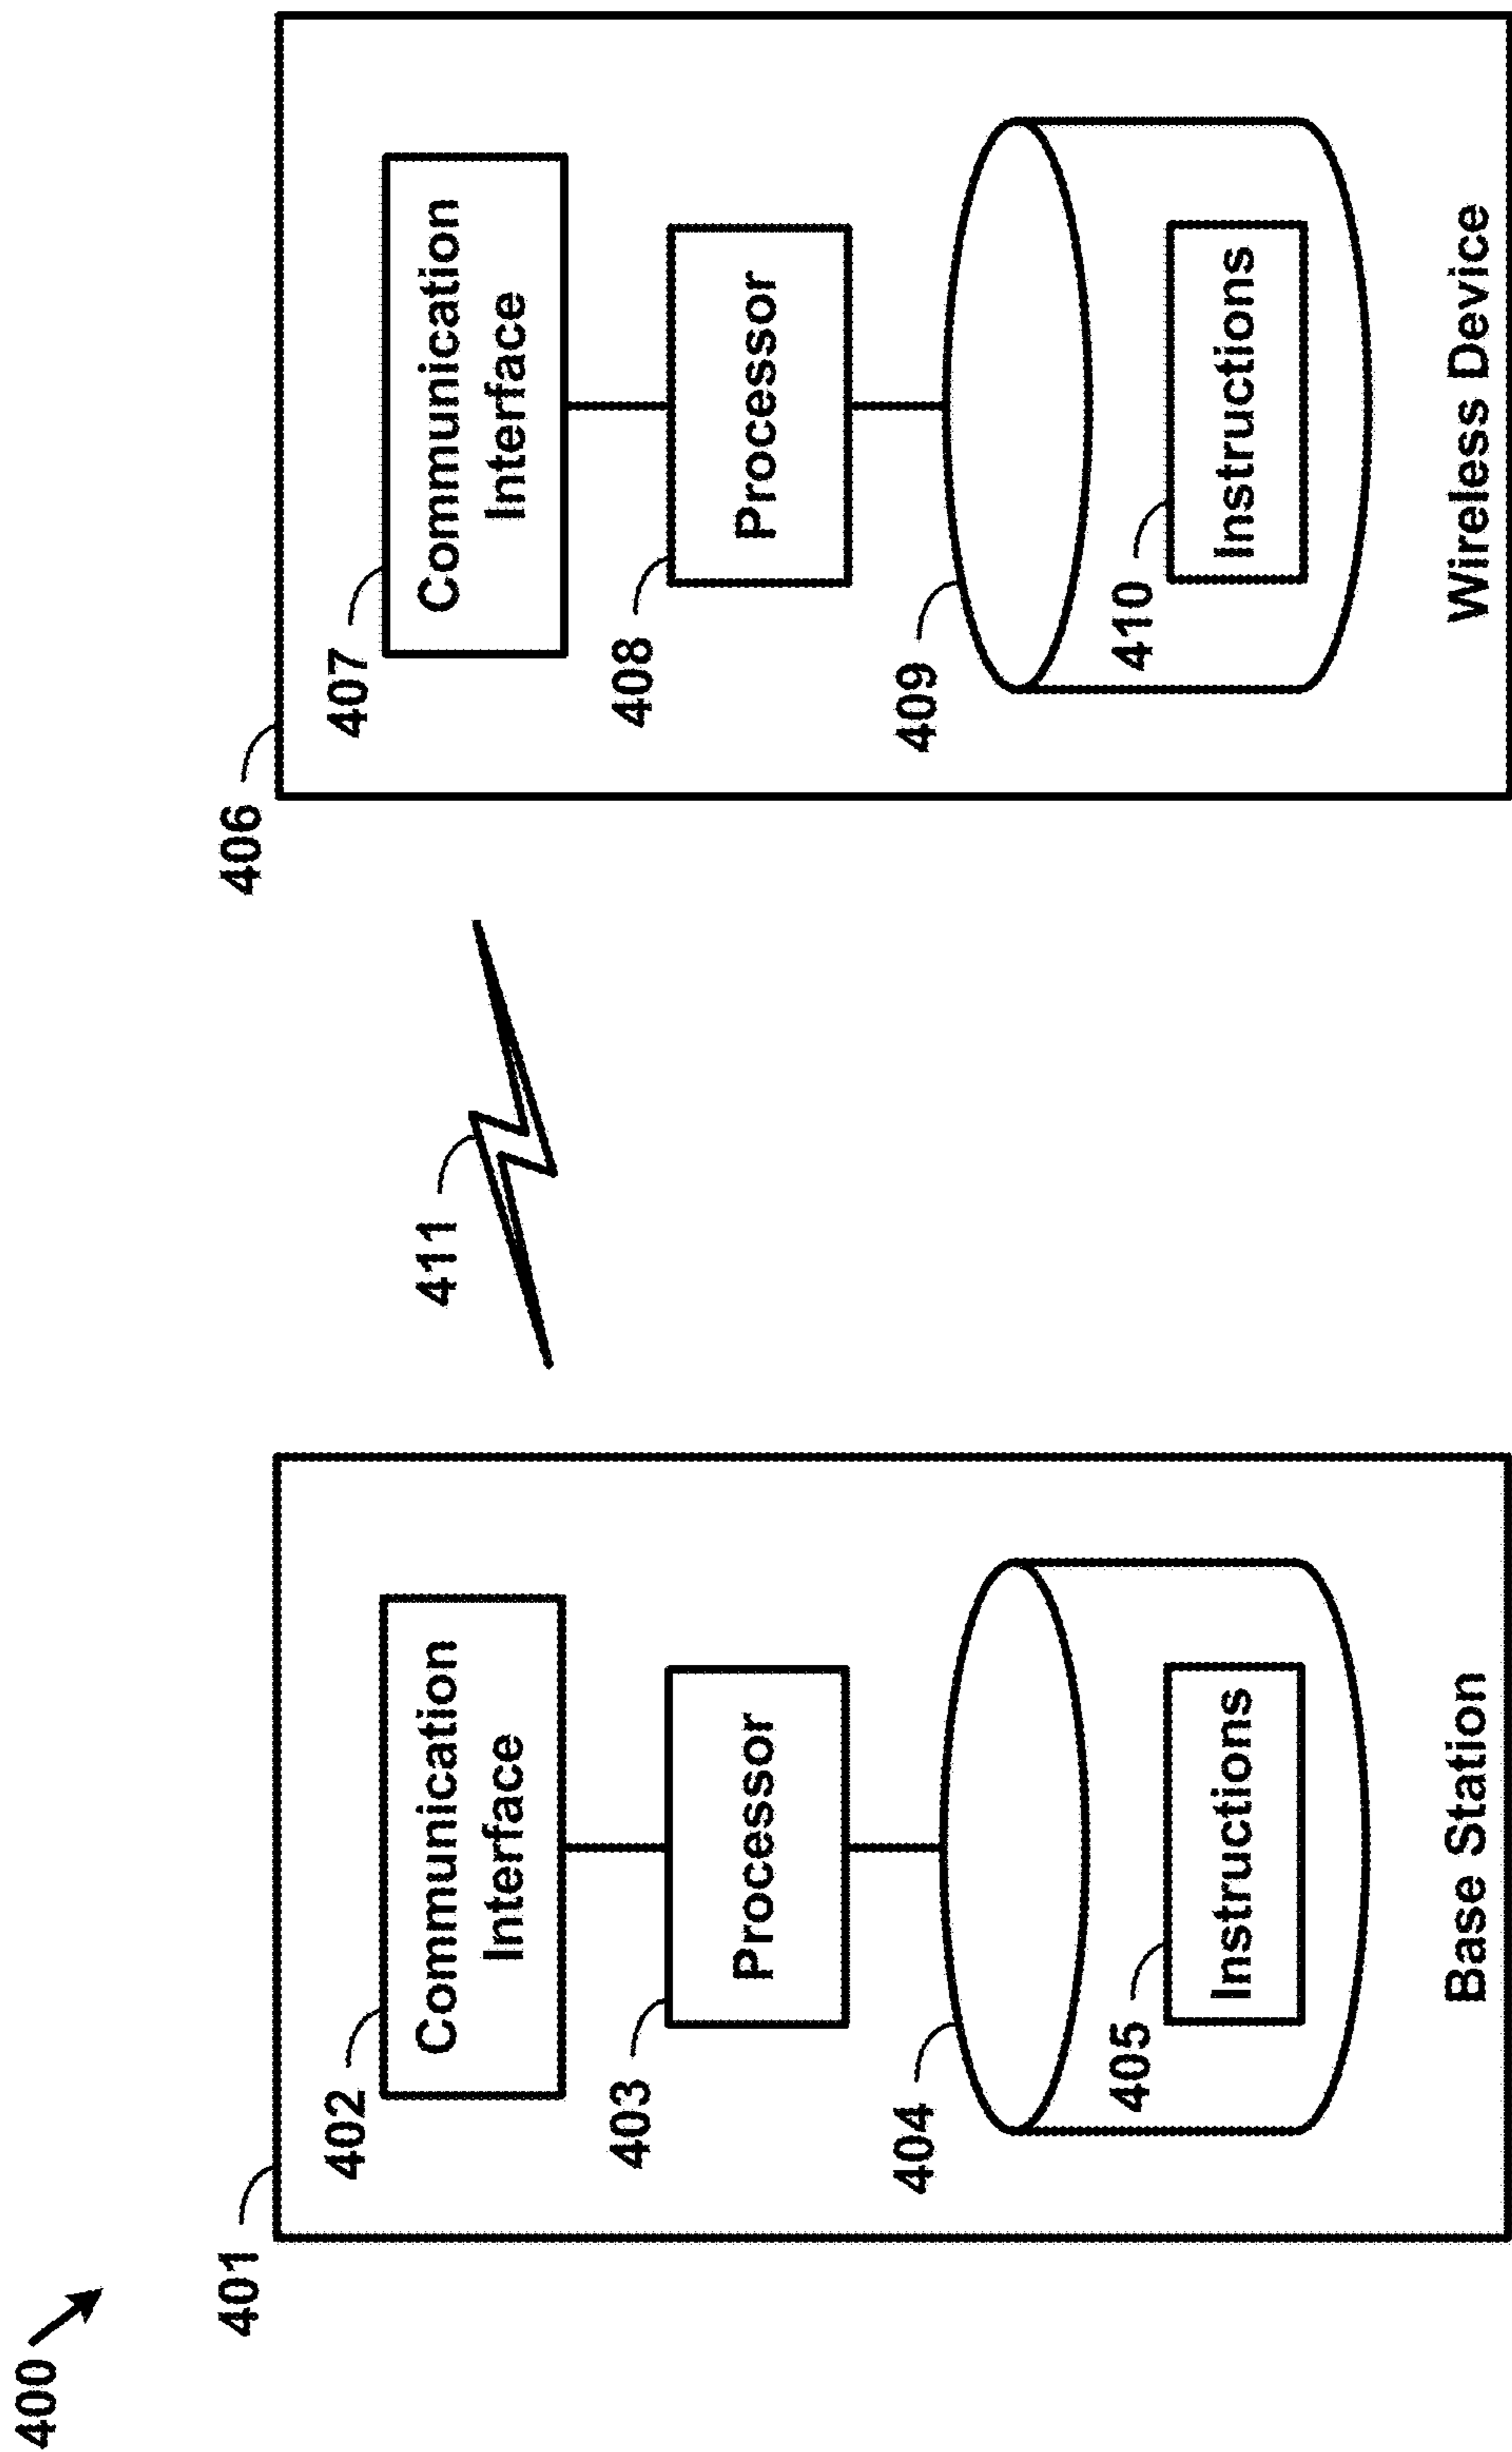 400
401
402
Communication
Interface
403
Processor
404
405
Instructions
Base Station
411
406
407
Communication
Interface
408
Processor
409
410
Instructions
Wireless Device